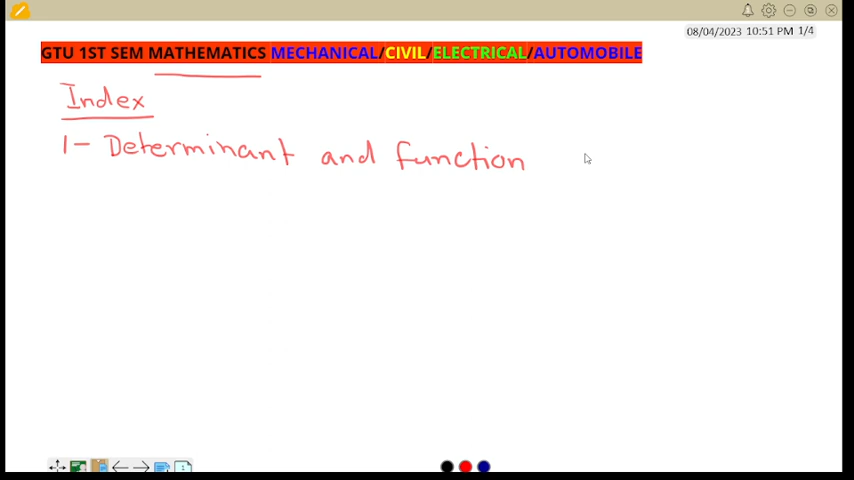 08/04/2023 10:51 PM 1/4
GTU 1ST SEM MATHEMATICS MECHANICAL/CIVIL/ELECTRICAL/AUTOMOBILE
Index
1- Determinant and function
1